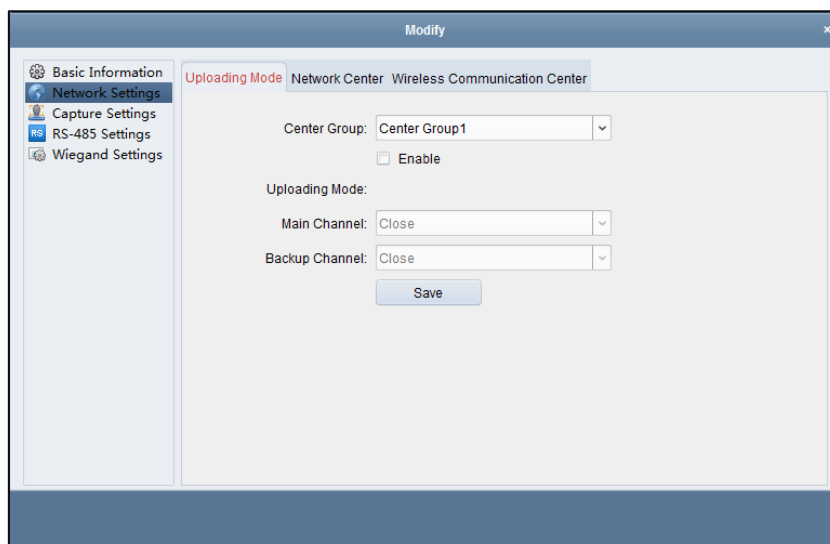 Modify
×
Basic Information
Network Settings
Capture Settings
RS RS-485 Settings
Wiegand Settings
Uploading Mode Network Center Wireless Communication Center
Center Group: Center Group1
Enable
Uploading Mode:
Main Channel: Close
Backup Channel: Close
Save